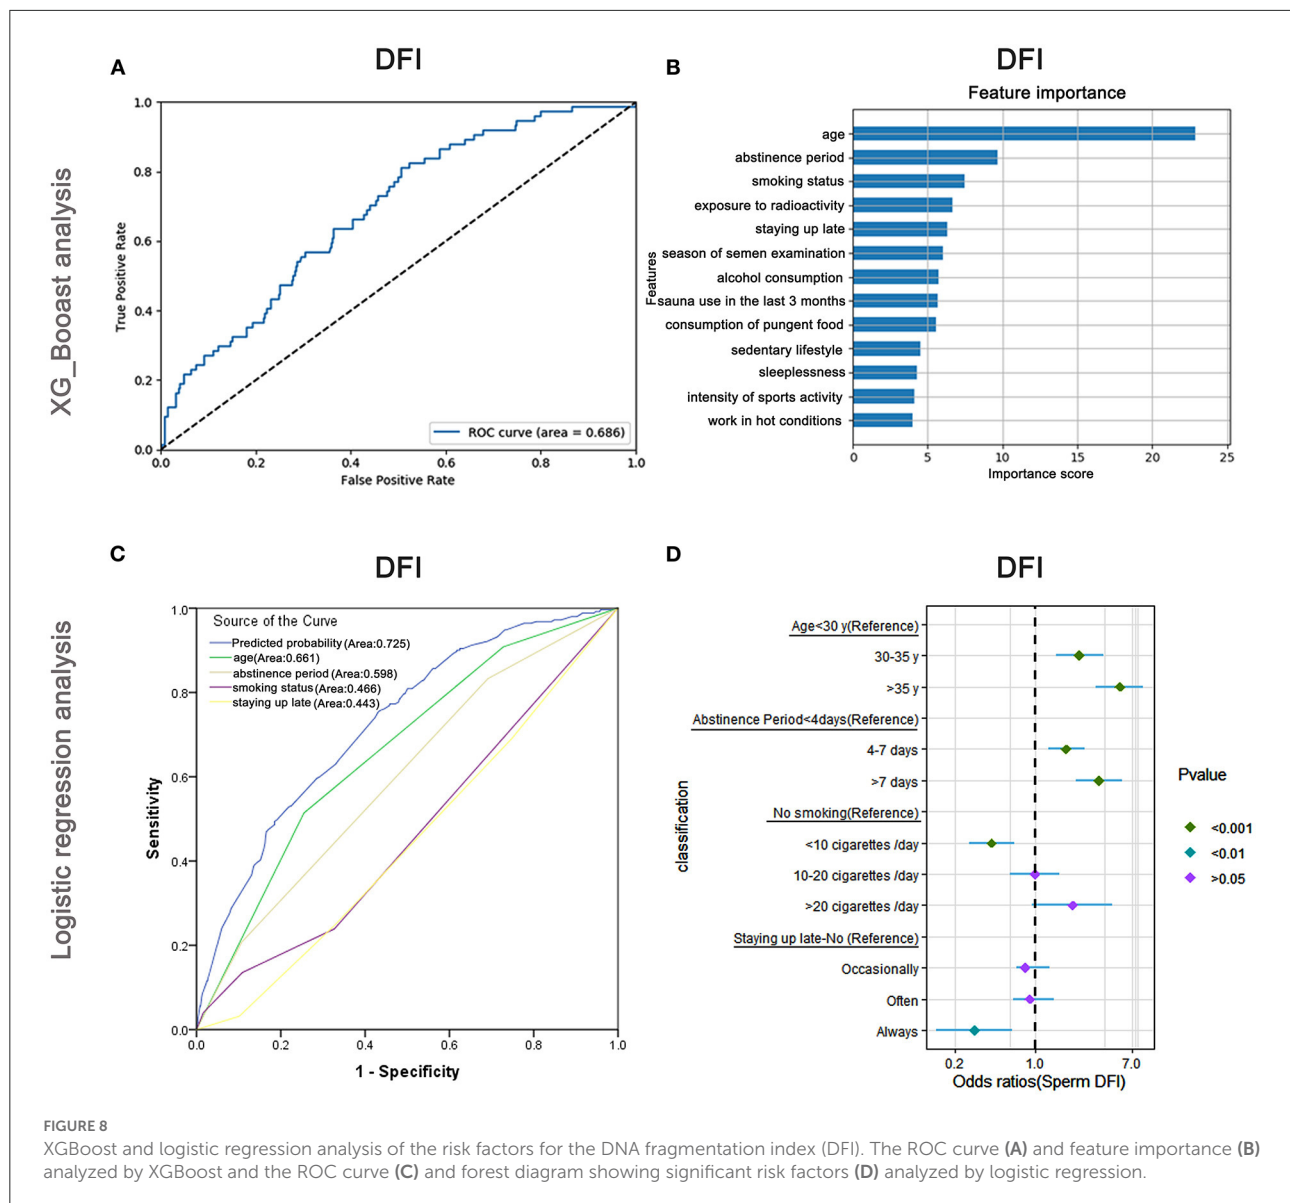 A
DFI
XG_Booast analysis
True Positive Rate
1.0
0.8
0.6
0.4
0.2
0.0
ROC curve (area = 0.686)
0.0 0.2 0.4 0.6 0.8 1.0
False Positive Rate
B
DFI
Feature importance
Features
age
abstinence period
smoking status
exposure to radioactivity
staying up late
season of semen examination
alcohol consumption
sauna use in the last 3 months
consumption of pungent food
sedentary lifestyle
sleeplessness
intensity of sports activity
work in hot conditions
0 5 10 15 20 25
Importance score
C
DFI
Logistic regression analysis
Sensitivity
1.0
0.8
0.6
0.4
0.2
0.0
Source of the Curve
Predicted probability (Area:0.725)
age(Area:0.661)
abstinence period (Area:0.598)
smoking status (Area:0.466)
staying up late (Area:0.443)
0.0 0.2 0.4 0.6 0.8 1.0
1 - Specificity
D
DFI
classification
Age<30 y(Reference)
30-35 y
>35 y
Abstinence Period<4days(Reference)
4-7 days
>7 days
No smoking(Reference)
<10 cigarettes /day
10-20 cigarettes /day
>20 cigarettes /day
Staying up late-No (Reference)
Occasionally
Often
Always
0.2 1.0 7.0
Odds ratios(Sperm DFI)
Pvalue
<0.001
<0.01
>0.05
FIGURE 8
XGBoost and logistic regression analysis of the risk factors for the DNA fragmentation index (DFI). The ROC curve (A) and feature importance (B)
analyzed by XGBoost and the ROC curve (C) and forest diagram showing significant risk factors (D) analyzed by logistic regression.